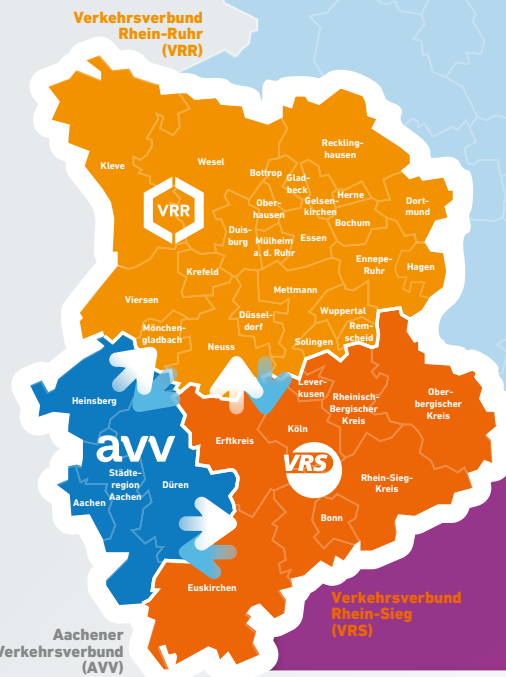 Verkehrsverbund
Rhein-Ruhr
(VRR)
Reckling-
hausen
Wesel
Kleve
Bottrop
Glad-
beck
Herne
Gelsen-
kirchen
Ober-
hausen
Dort-
mund
VRR
Bochum
Duis-
burg
Mülheim
a. d. Ruhr
Essen
Ennepe-
Ruhr
Hagen
Krefeld
Mettmann
Viersen
Wuppertal
Düssel-
dorf
Rem-
scheid
Mönchen-
gladbach
Neuss
Solingen
Lever-
kusen
Rheinisch-
Bergischer
Kreis
Ober-
bergischer
Kreis
Heinsberg
Köln
Erftkreis
avv
VRS
Städte-
region
Aachen
Düren
Rhein-Sieg-
Kreis
Aachen
Bonn
Euskirchen
Verkehrsverbund
Rhein-Sieg
(VRS)
Aachener
Verkehrsverbund
(AVV)